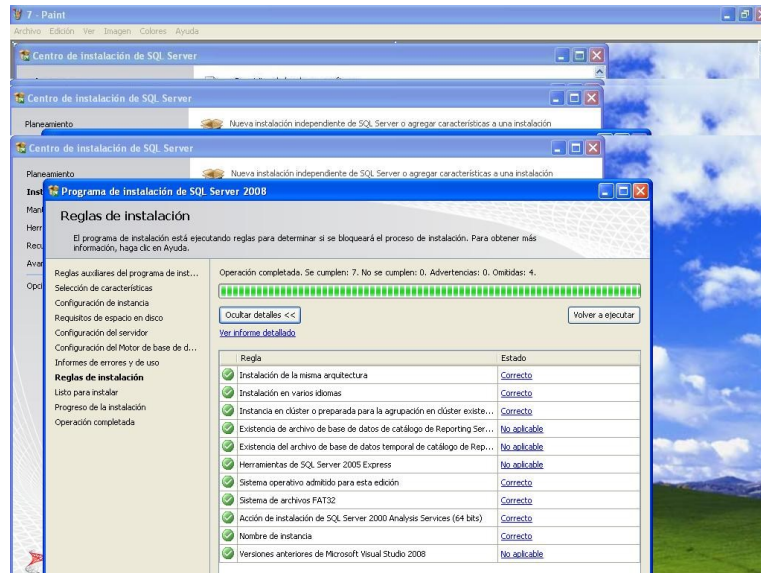 7 - Paint
Archivo Edición Ver Imagen Colores Ayuda
Centro de instalación de SQL Server
Centro de instalación de SQL Server
Planeamiento
Nueva instalación independiente de SQL Server o agregar características a una instalación
Centro de instalación de SQL Server
Planeamiento
Nueva instalación independiente de SQL Server o agregar características a una instalación
Inst
Programa de instalación de SQL Server 2008
Reglas de instalación
El programa de instalación está ejecutando reglas para determinar si se bloqueará el proceso de instalación. Para obtener más
información, haga clic en Ayuda.
Herr
Recu
Avan
Opci
Reglas auxiliares del programa de inst...
Selección de características
Configuración de instancia
Requisitos de espacio en disco
Configuración del servidor
Configuración del Motor de base de d...
Informes de errores y de uso
Reglas de instalación
Listo para instalar
Progreso de la instalación
Operación completada
Operación completada. Se cumplen: 7. No se cumplen: 0. Advertencias: 0. Omitidas: 4.
Ocultar detalles <<
Volver a ejecutar
Ver informe detallado
Regla Estado
Instalación de la misma arquitectura Correcto
Instalación en varios idiomas Correcto
Instancia en clúster o preparada para la agrupación en clúster existe... Correcto
Existencia de archivo de base de datos de catálogo de Reporting Ser... No aplicable
Existencia del archivo de base de datos temporal de catálogo de Rep... No aplicable
Herramientas de SQL Server 2005 Express No aplicable
Sistema operativo admitido para esta edición Correcto
Sistema de archivos FAT32 Correcto
Acción de instalación de SQL Server 2000 Analysis Services (64 bits) Correcto
Nombre de instancia Correcto
Versiones anteriores de Microsoft Visual Studio 2008 No aplicable